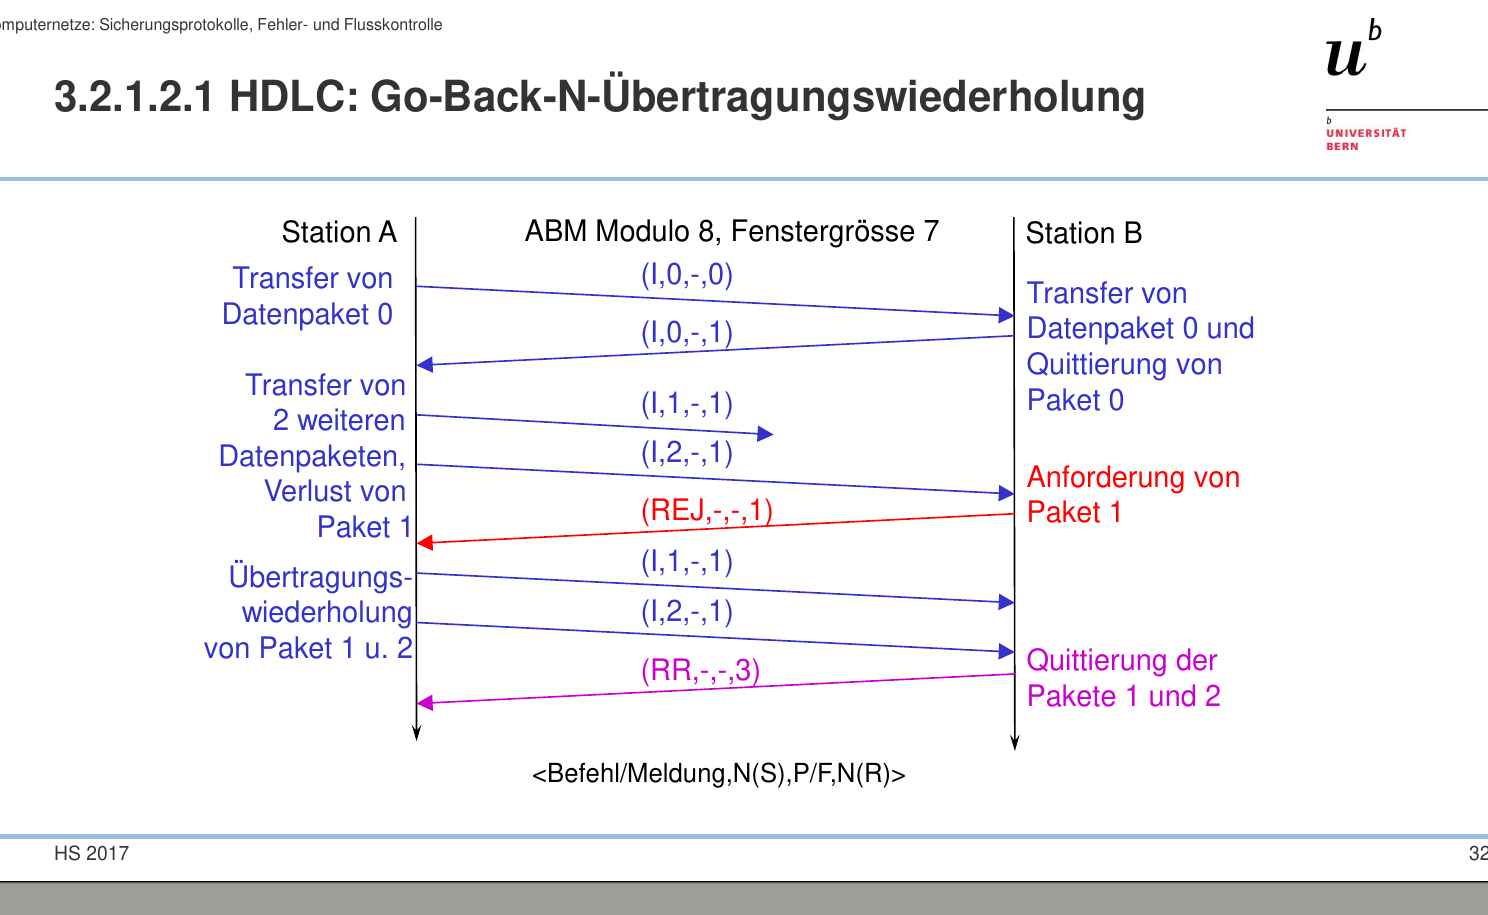 omputernetze: Sicherungsprotokolle, Fehler- und Flusskontrolle
u b
3.2.1.2.1 HDLC: Go-Back-N-Übertragungswiederholung
b
UNIVERSITÄT
BERN
Station A
ABM Modulo 8, Fenstergrösse 7
Station B
Transfer von
Datenpaket 0
(I,0,-,0)
Transfer von
Datenpaket 0 und
Quittierung von
Paket 0
(I,0,-,1)
Transfer von
2 weiteren
Datenpaketen,
Verlust von
Paket 1
(I,1,-,1)
(I,2,-,1)
Anforderung von
Paket 1
(REJ,-,-,1)
Übertragungs-
wiederholung
von Paket 1 u. 2
(I,1,-,1)
(I,2,-,1)
Quittierung der
Pakete 1 und 2
(RR,-,-,3)
<Befehl/Meldung,N(S),P/F,N(R)>
HS 2017
32